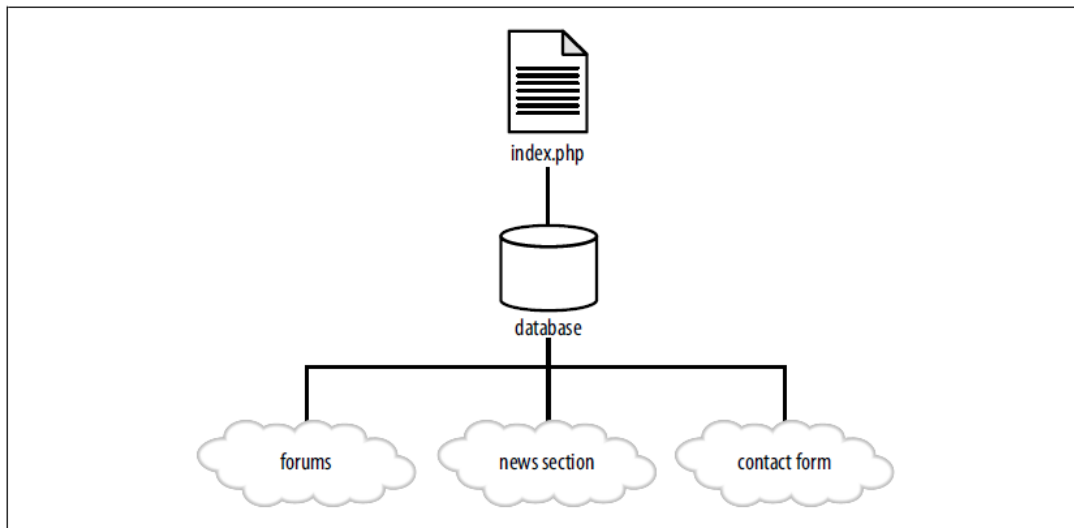 index.php
database
forums
news section
contact form